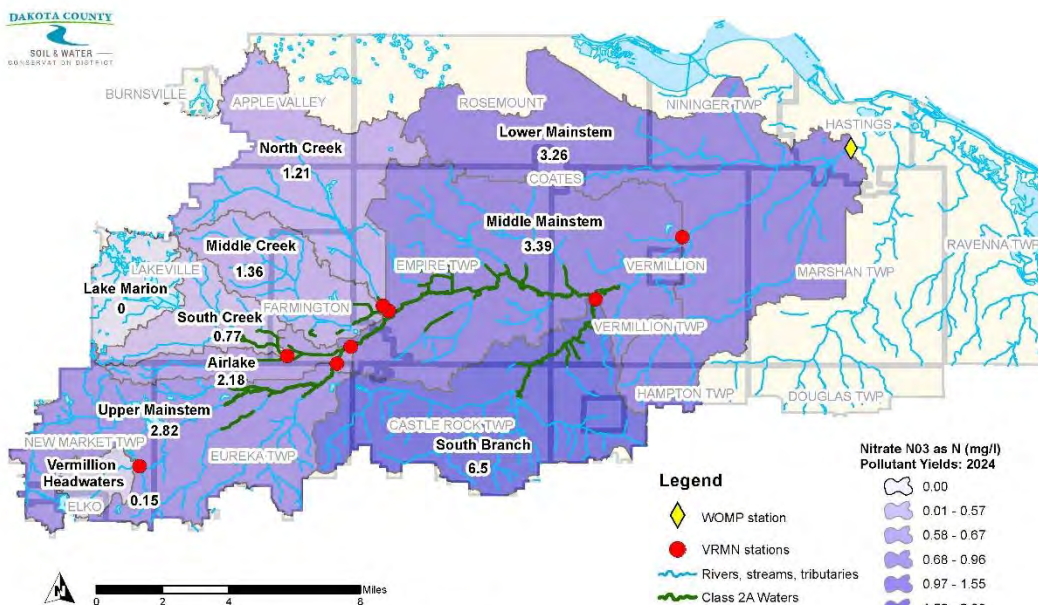 DAKOTA COUNTY
SOIL & WATER
CONSERVATION DISTRICT
BURNSVILLE
APPLE VALLEY
ROSEMOUNT
NININGER TWP
HASTINGS
Lower Mainstem
3.26
North Creek
1.21
COATES
Middle Mainstem
3.39
Middle Creek
1.36
LAKEVILLE
EMPIRE TWP
VERMILLION
RAVENNA TWP
MARSHAN TWP
Lake Marion
0
FARMINGTON
South Creek
0.77
VERMILLION TWP
Airlake
2.18
HAMPTON TWP
DOUGLAS TWP
Upper Mainstem
2.82
CASTLE ROCK TWP
NEW MARKET TWP
South Branch
6.5
EUREKA TWP
Vermillion
Headwaters
0.15
ELKO
N
0 2 4 8
Miles
Legend
WOMP station
VRMN stations
Rivers, streams, tributaries
Class 2A Waters
Nitrate N03 as N (mg/l)
Pollutant Yields: 2024
0.00
0.01 - 0.57
0.58 - 0.67
0.68 - 0.96
0.97 - 1.55